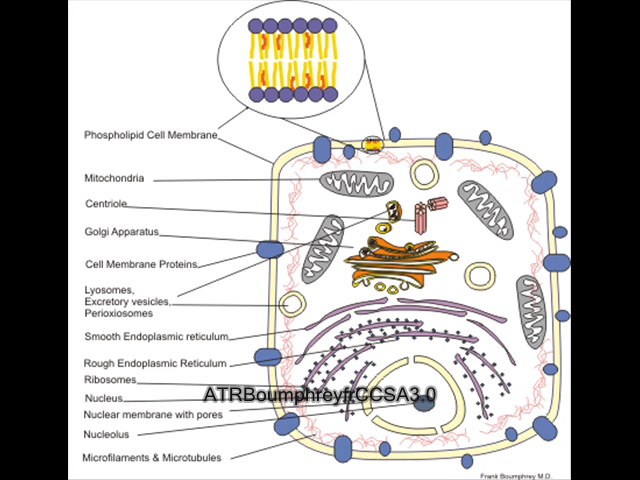 Phospholipid Cell Membrane
Mitochondria
Centriole
Golgi Apparatus
Cell Membrane Proteins
Lyosomes,
Excretory vesicles,
Perioxiosomes
Smooth Endoplasmic reticulum
Rough Endoplasmic Reticulum
Ribosomes
ATRBoumphreyfrCCSA3.0
Nucleus
Nuclear membrane with pores
Nucleolus
Microfilaments & Microtubules
Frank Boumphrey M.D.